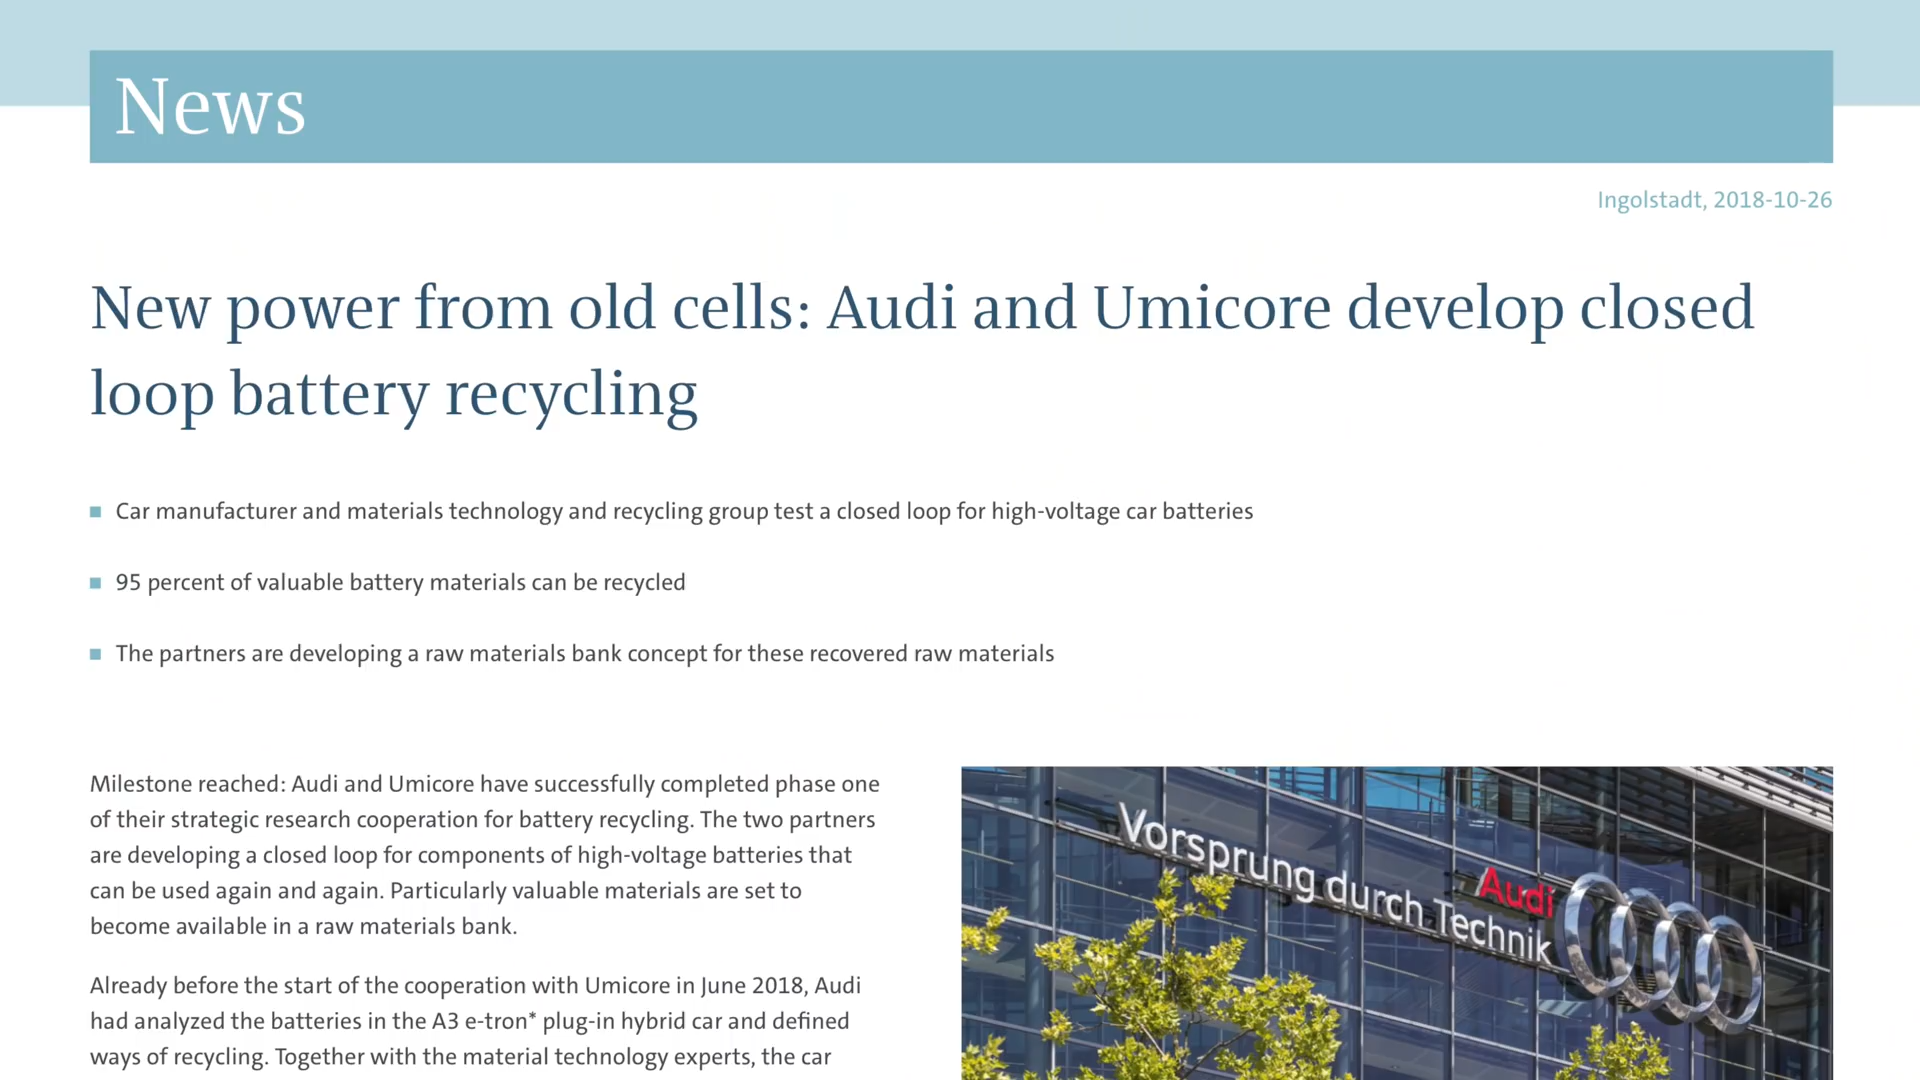 News
Ingolstadt, 2018-10-26
New power from old cells: Audi and Umicore develop closed
loop battery recycling
Car manufacturer and materials technology and recycling group test a closed loop for high-voltage car batteries
95 percent of valuable battery materials can be recycled
The partners are developing a raw materials bank concept for these recovered raw materials
Milestone reached: Audi and Umicore have successfully completed phase one
of their strategic research cooperation for battery recycling. The two partners
are developing a closed loop for components of high-voltage batteries that
can be used again and again. Particularly valuable materials are set to
become available in a raw materials bank.
Already before the start of the cooperation with Umicore in June 2018, Audi
had analyzed the batteries in the A3 e-tron* plug-in hybrid car and defined
ways of recycling. Together with the material technology experts, the car
Vorsprung durch Technik
Audi